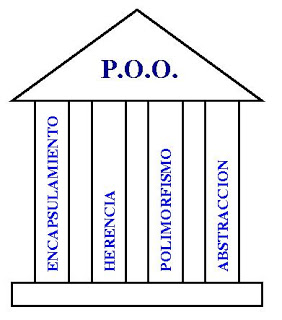 P.O.O.
ENCAPSULAMIENTO
HERENCIA
POLIMORFISMO
ABSTRACCION